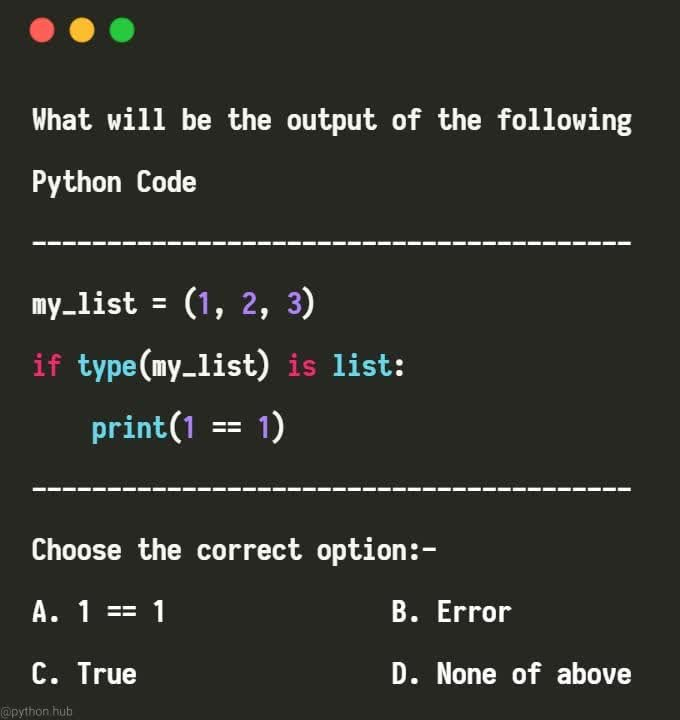 What will be the output of the following
Python Code
----------------------------------------
my_list = (1, 2, 3)
if type(my_list) is list:
    print(1 == 1)
----------------------------------------
Choose the correct option:-
A. 1 == 1 B. Error
C. True D. None of above
@python.hub